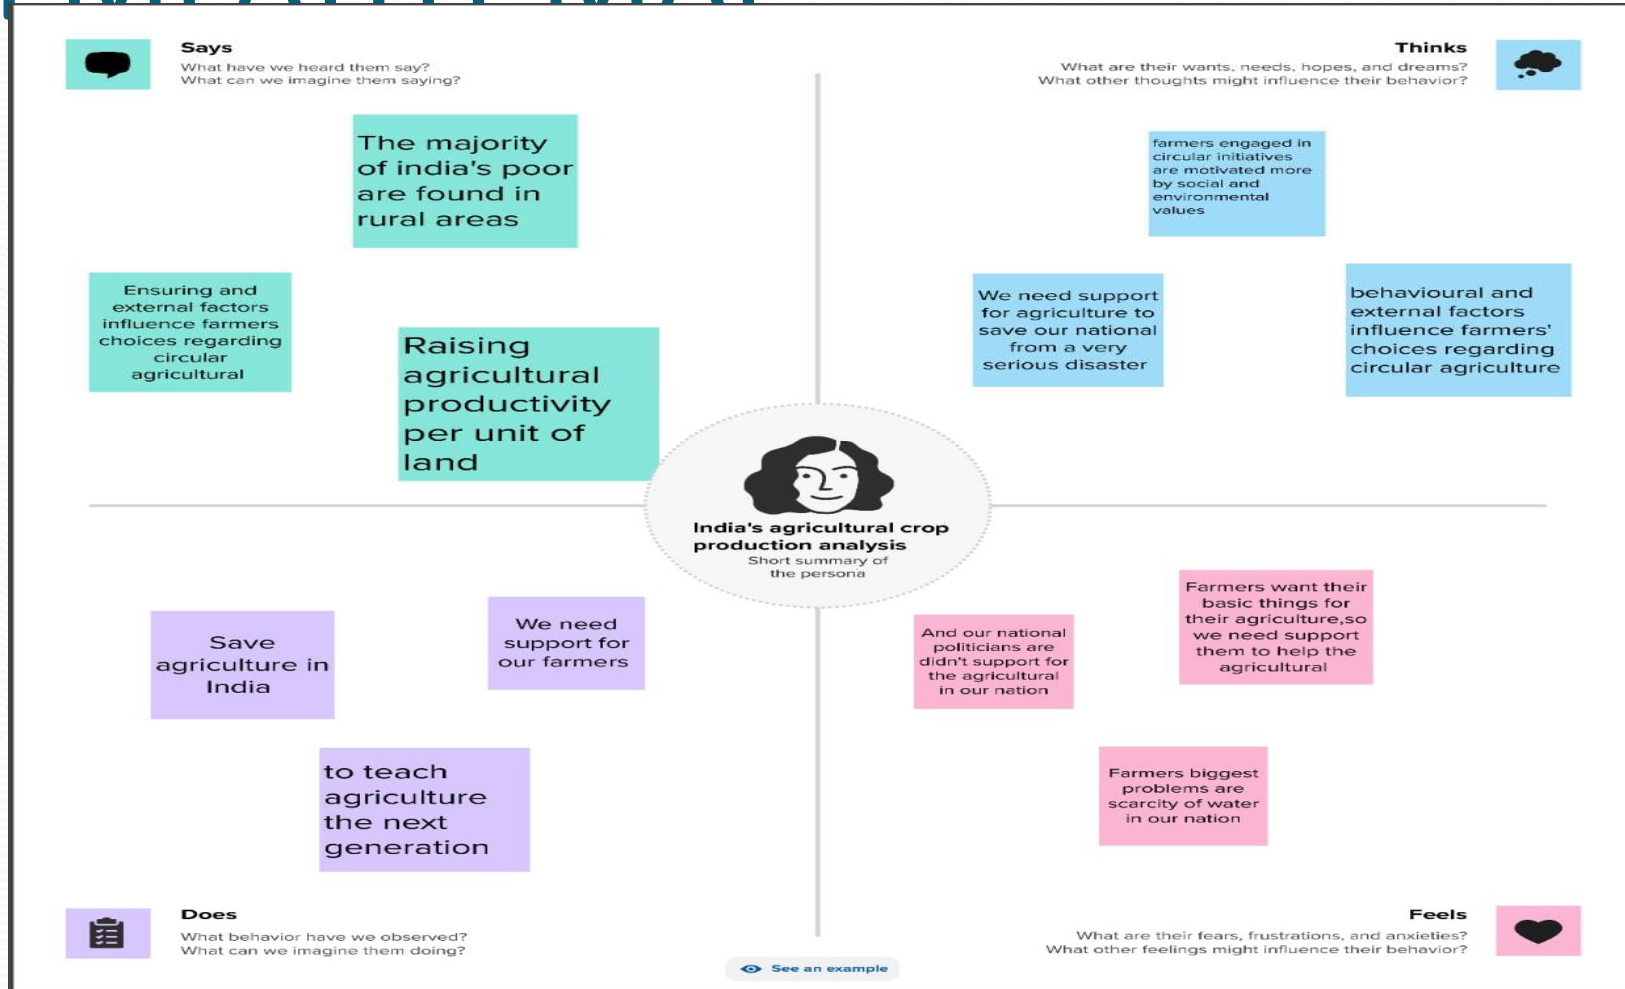 Says
What have we heard them say?
What can we imagine them saying?
The majority
of india's poor
are found in
rural areas
Ensuring and
external factors
influence farmers
choices regarding
circular
agricultural
Raising
agricultural
productivity
per unit of
land
Thinks
What are their wants, needs, hopes, and dreams?
What other thoughts might influence their behavior?
farmers engaged in
circular initiatives
are motivated more
by social and
environmental
values
We need support
for agriculture to
save our national
from a very
serious disaster
behavioural and
external factors
influence farmers'
choices regarding
circular agriculture
India's agricultural crop
production analysis
Short summary of
the persona
Save
agriculture in
India
We need
support for
our farmers
to teach
agriculture
the next
generation
Does
What behavior have we observed?
What can we imagine them doing?
And our national
politicians are
didn't support for
the agricultural
in our nation
Farmers want their
basic things for
their agriculture,so
we need support
them to help the
agricultural
Farmers biggest
problems are
scarcity of water
in our nation
Feels
What are their fears, frustrations, and anxieties?
What other feelings might influence their behavior?
See an example